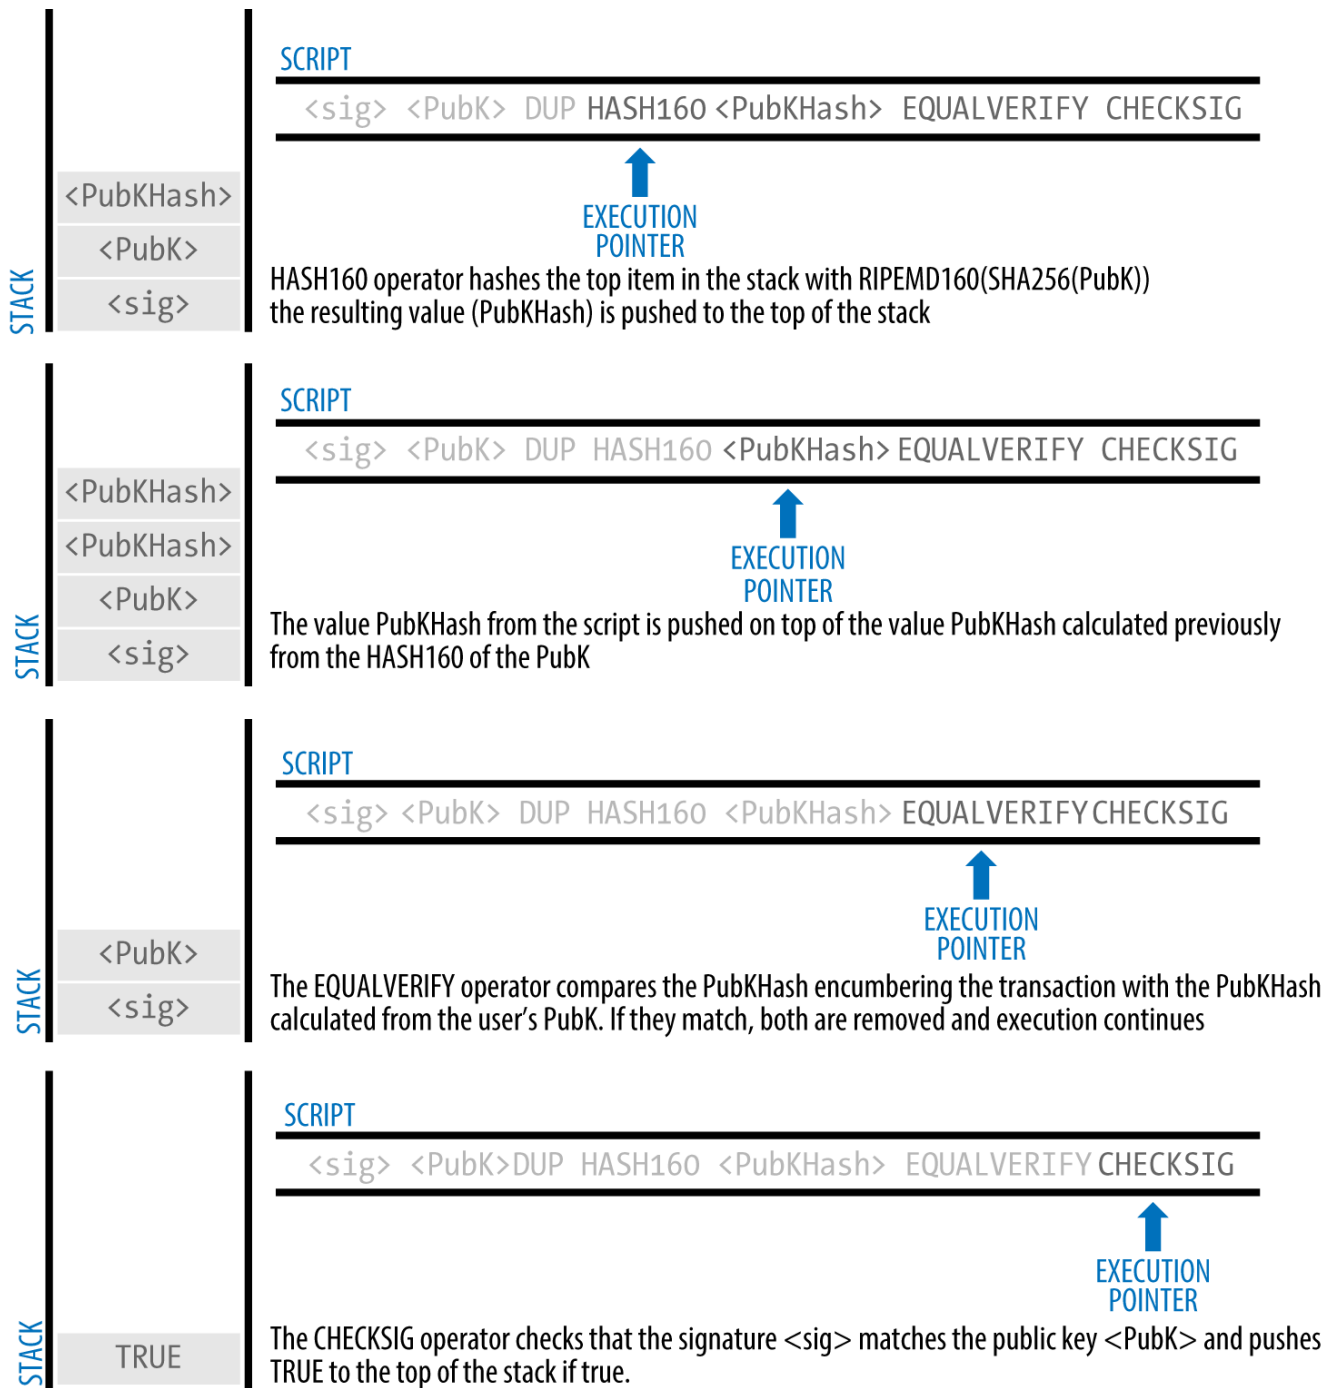 SCRIPT
<sig> <PubK> DUP HASH160 <PubKHash> EQUALVERIFY CHECKSIG
EXECUTION
POINTER
<PubKHash>
<PubK>
<sig>
STACK
HASH160 operator hashes the top item in the stack with RIPEMD160(SHA256(PubK))
the resulting value (PubKHash) is pushed to the top of the stack
SCRIPT
<sig> <PubK> DUP HASH160 <PubKHash> EQUALVERIFY CHECKSIG
EXECUTION
POINTER
<PubKHash>
<PubKHash>
<PubK>
<sig>
STACK
The value PubKHash from the script is pushed on top of the value PubKHash calculated previously
from the HASH160 of the PubK
SCRIPT
<sig> <PubK> DUP HASH160 <PubKHash> EQUALVERIFY CHECKSIG
EXECUTION
POINTER
<PubK>
<sig>
STACK
The EQUALVERIFY operator compares the PubKHash encumbering the transaction with the PubKHash
calculated from the user's PubK. If they match, both are removed and execution continues
SCRIPT
<sig> <PubK> DUP HASH160 <PubKHash> EQUALVERIFY CHECKSIG
EXECUTION
POINTER
TRUE
STACK
The CHECKSIG operator checks that the signature <sig> matches the public key <PubK> and pushes
TRUE to the top of the stack if true.